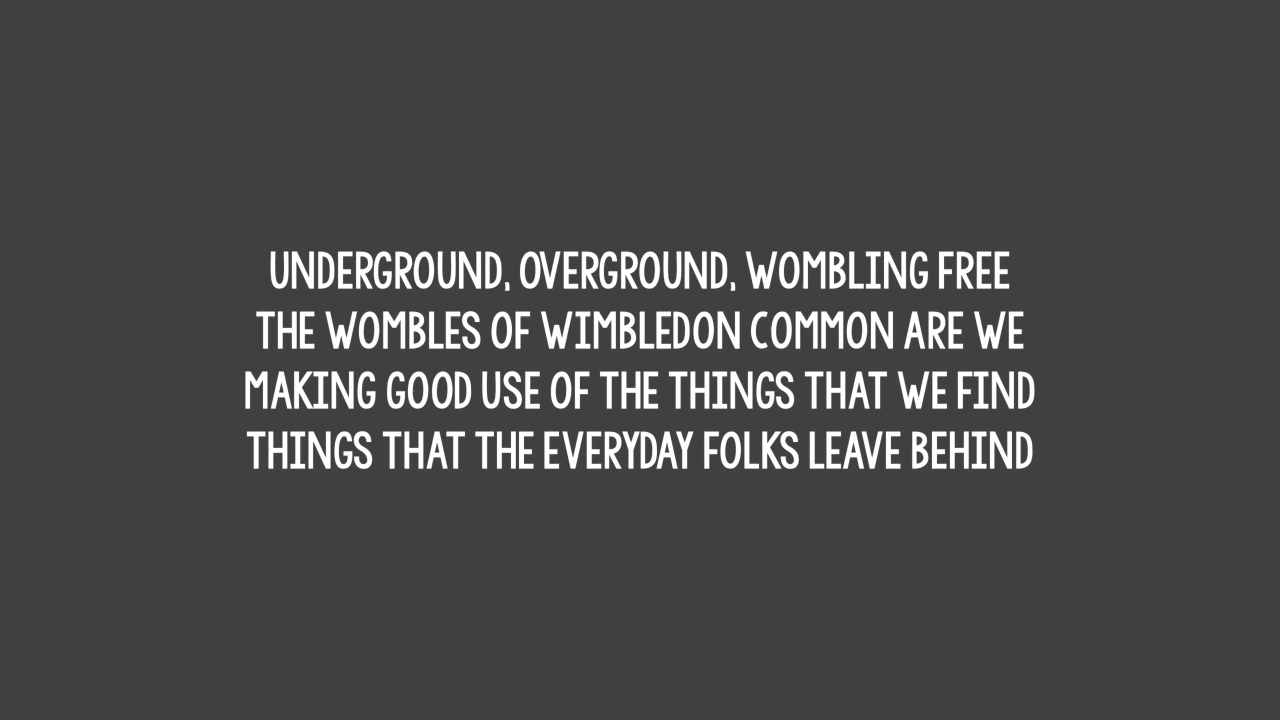 UNDERGROUND, OVERGROUND, WOMBLING FREE
THE WOMBLES OF WIMBLEDON COMMON ARE WE
MAKING GOOD USE OF THE THINGS THAT WE FIND
THINGS THAT THE EVERYDAY FOLKS LEAVE BEHIND